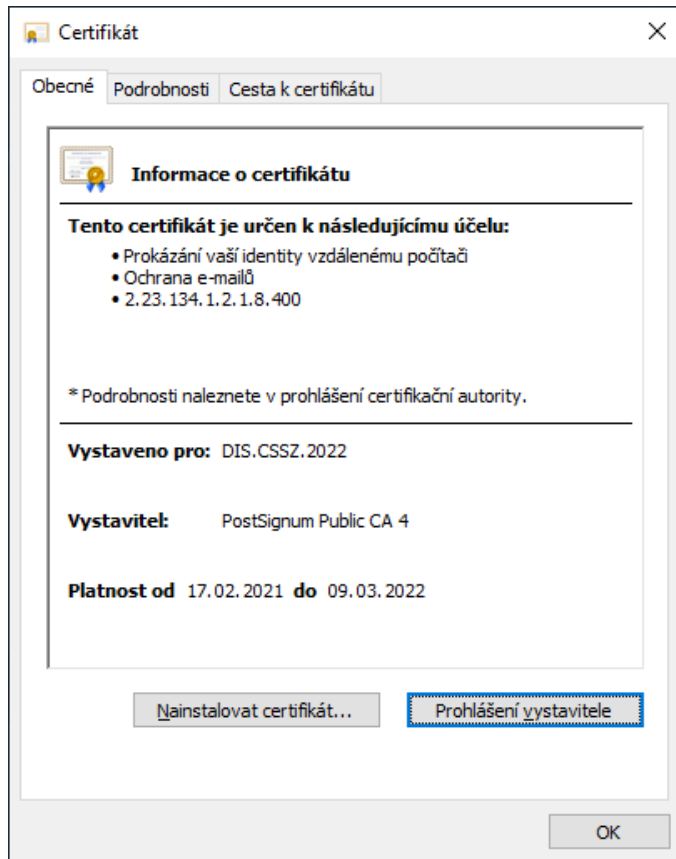 Certifikát
Obecné Podrobnosti Cesta k certifikátu
Informace o certifikátu
Tento certifikát je určen k následujícímu účelu:
• Prokázání vaší identity vzdálenému počítači
• Ochrana e-mailů
• 2.23.134.1.2.1.8.400
* Podrobnosti naleznete v prohlášení certifikační autority.
Vystaveno pro: DIS.CSSZ.2022
Vystavitel: PostSignum Public CA 4
Platnost od 17.02.2021 do 09.03.2022
Nainstalovat certifikát... Prohlášení vystavitele
OK